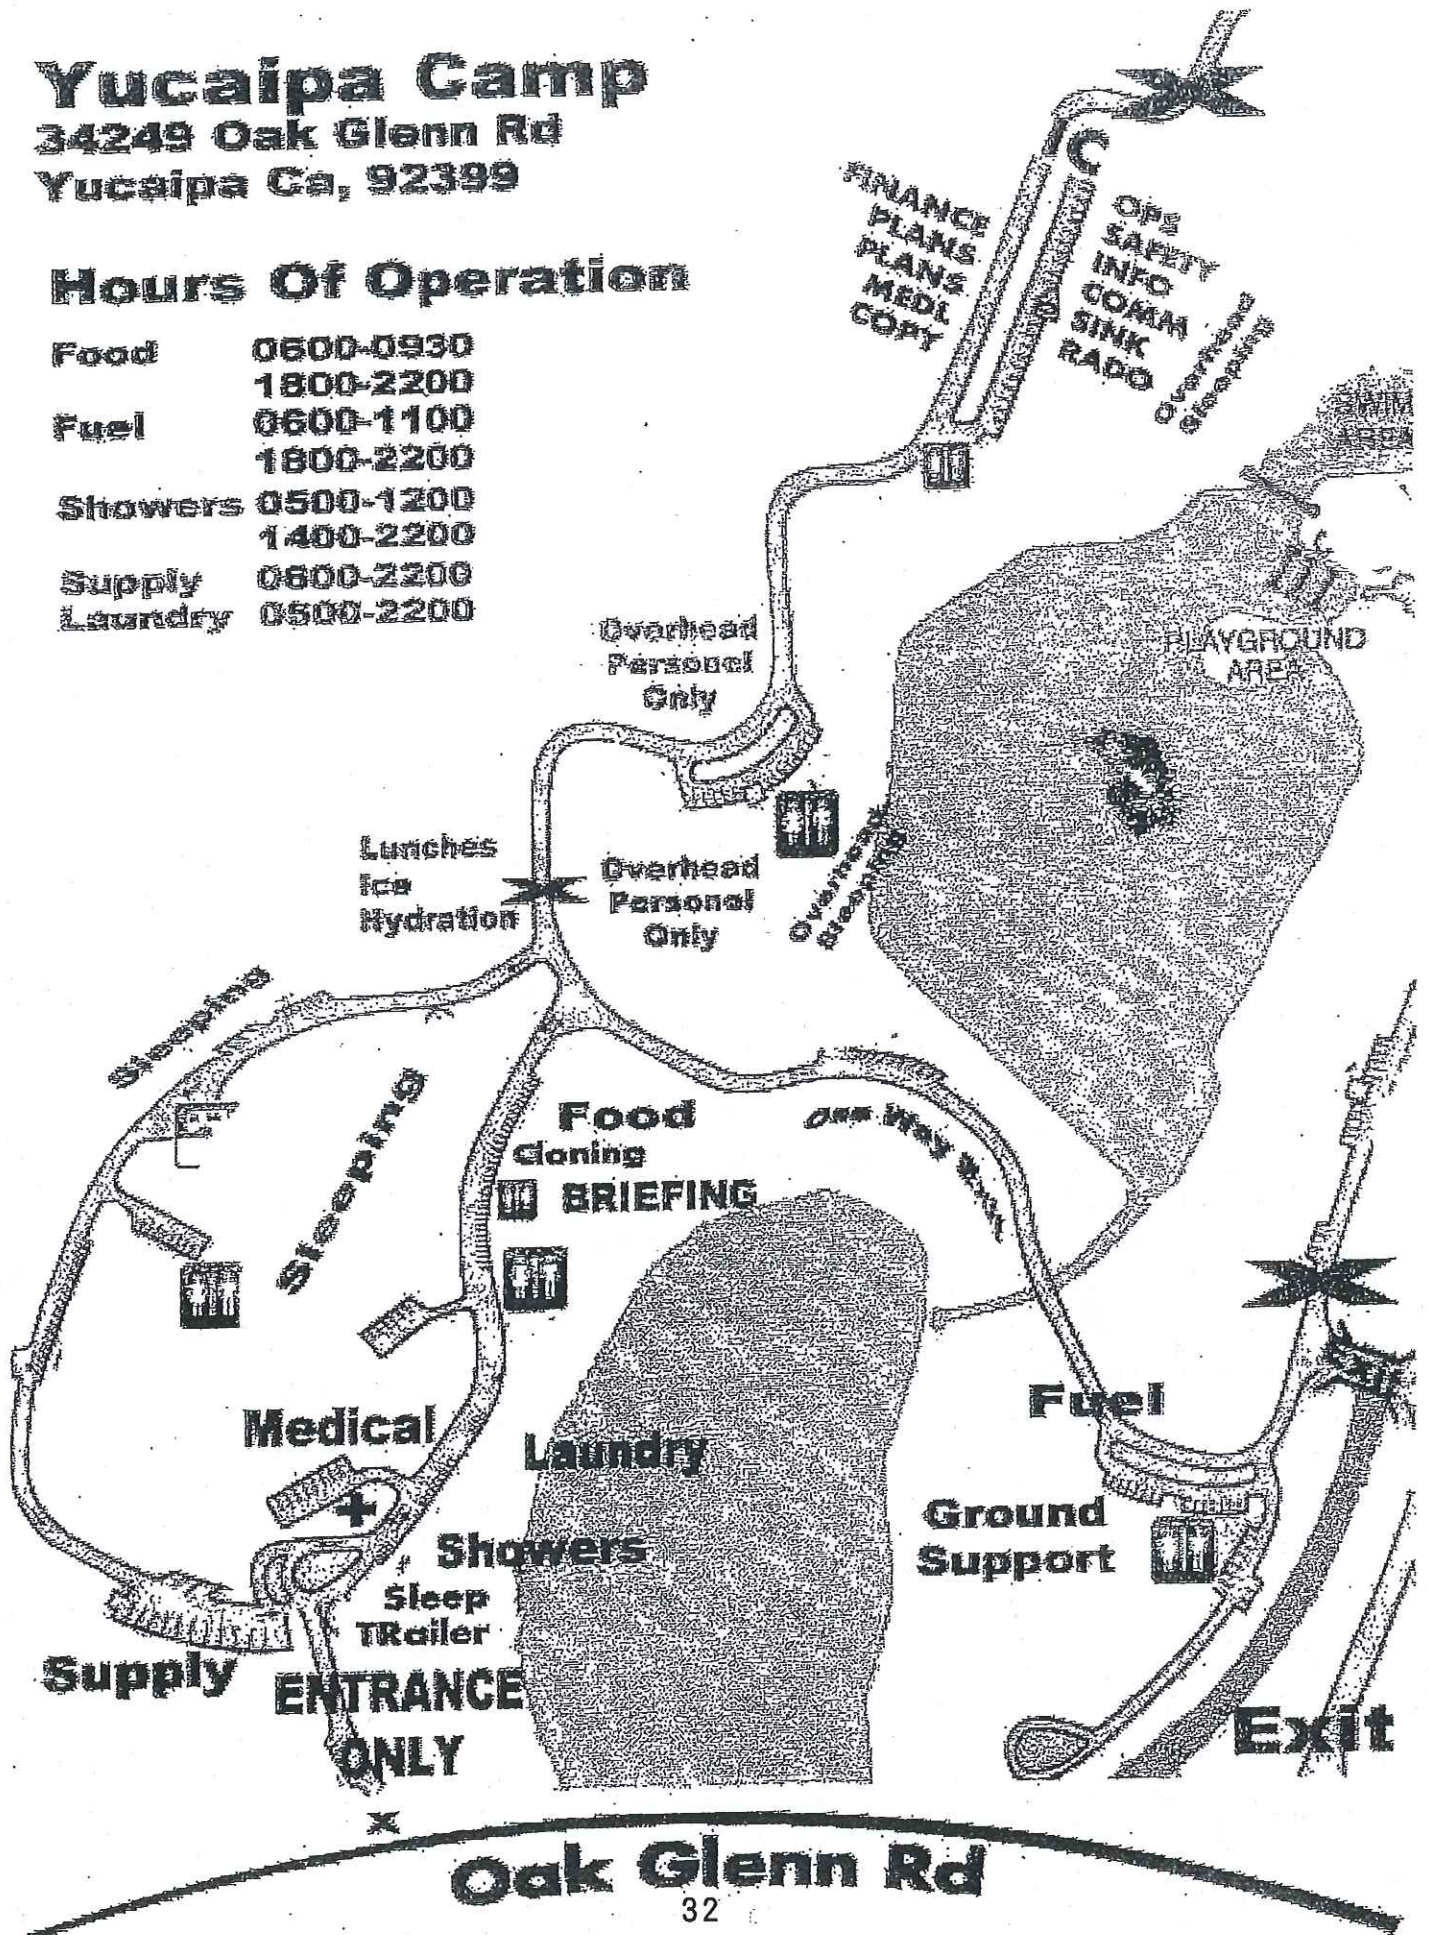 Yucaipa Camp
34249 Oak Glenn Rd
Yucaipa Ca, 92399
Hours Of Operation
Food 0600-0930
1800-2200
Fuel 0600-1100
1800-2200
Showers 0500-1200
1400-2200
Supply 0600-2200
Laundry 0500-2200
IC
FINANCE
PLANS
PLANS
MEDL
COPY
OPS
SAFETY
INFO
COMM
SINK
RADO
Overhead
Sleeping
SWIM
AREA
PLAYGROUND
AREA
Overhead
Personel
Only
Lunches
Ice
Hydration
Overhead
Personal
Only
Overhead
Sleeping
Sleeping
Sleeping
Food
Cloning
BRIEFING
One Way Exit
Medical
Laundry
Fuel
Ground
Support
Showers
Sleep
TRailer
Supply
ENTRANCE
ONLY
Exit
X
Oak Glenn Rd
32